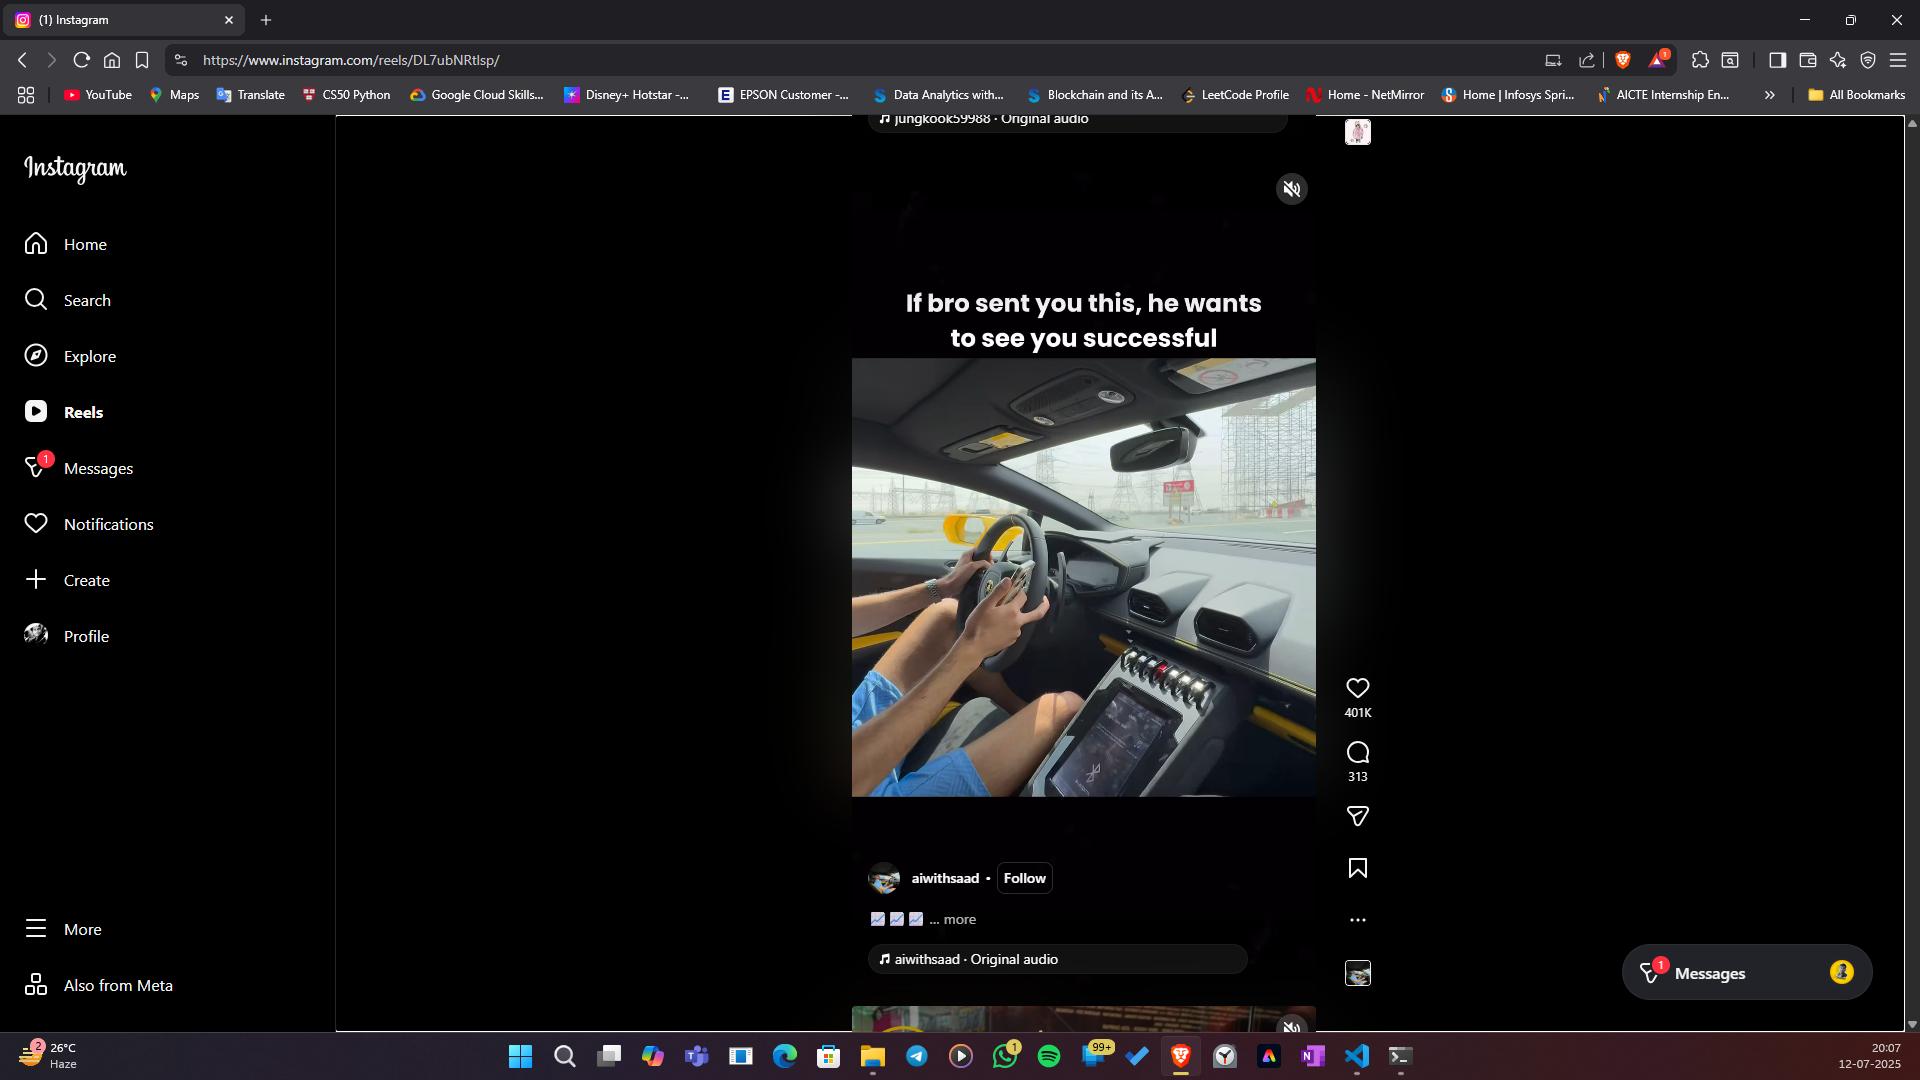 (1) Instagram
https://www.instagram.com/reels/DL7ubNRtlsp/
1
YouTube
Maps
Translate
CS50 Python
Google Cloud Skills...
Disney+ Hotstar -...
EPSON Customer -...
Data Analytics with...
Blockchain and its A...
LeetCode Profile
Home - NetMirror
Home | Infosys Spri...
AICTE Internship En...
All Bookmarks
Instagram
Home
Search
Explore
Reels
1
Messages
Notifications
Create
Profile
More
Also from Meta
jungkook59988 · Original audio
If bro sent you this, he wants
to see you successful
401K
313
aiwithsaad • Follow
... more
aiwithsaad · Original audio
1
Messages
2
26°C
Haze
1
99+
20:07
12-07-2025